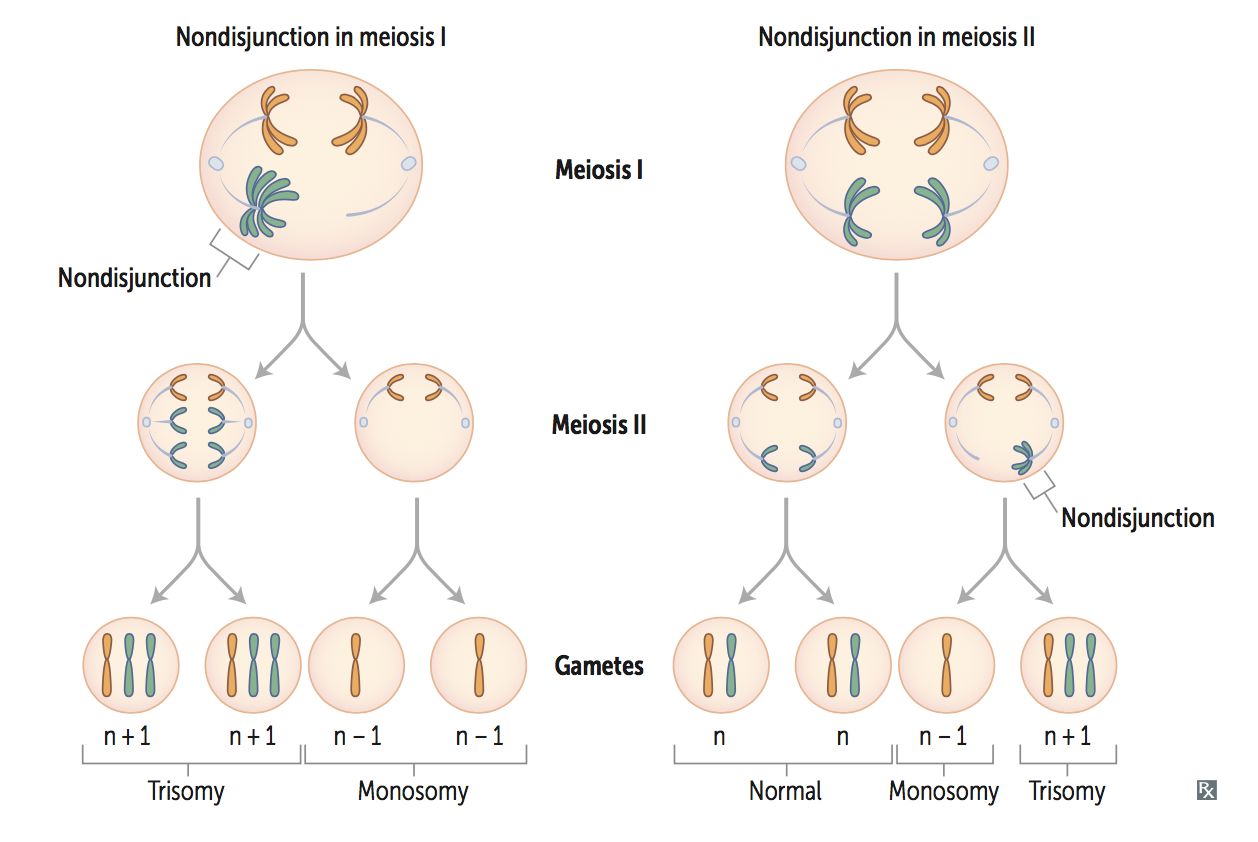 Nondisjunction in meiosis I
Nondisjunction in meiosis II
Meiosis I
Nondisjunction
Meiosis II
Nondisjunction
Gametes
n + 1
n + 1
n – 1
n – 1
n
n
n – 1
n + 1
Trisomy
Monosomy
Normal
Monosomy
Trisomy
Rx